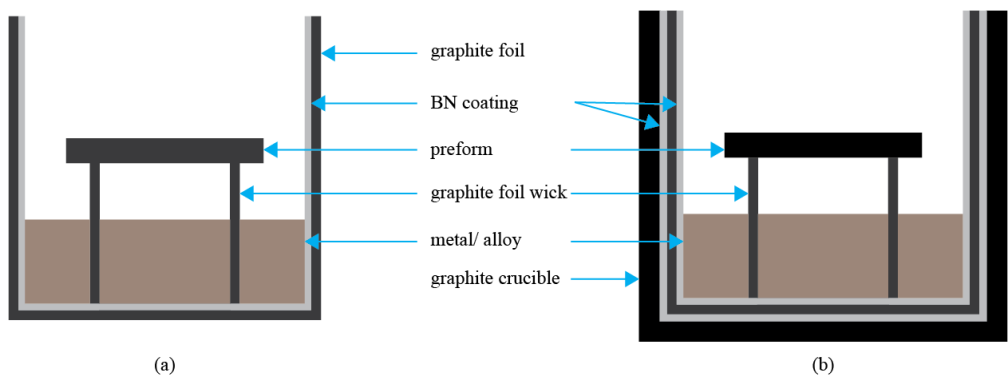 graphite foil
BN coating
preform
graphite foil wick
metal/ alloy
graphite crucible
(a)
(b)